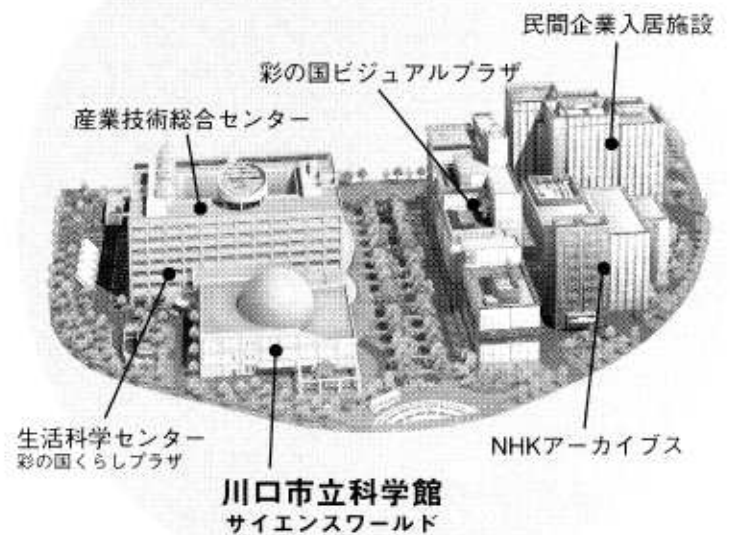 民間企業入居施設
彩の国ビジュアルプラザ
産業技術総合センター
生活科学センター
彩の国くらしプラザ
NHKアーカイブス
川口市立科学館
サイエンスワールド